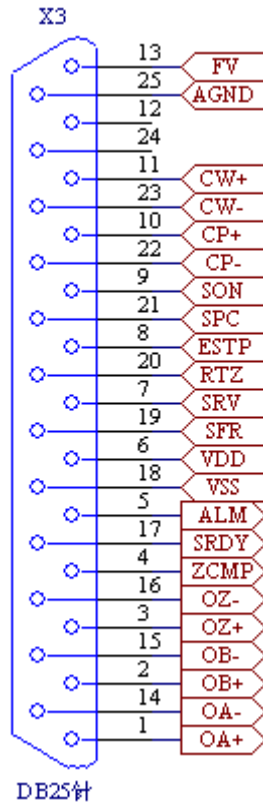 X3
13 FV
25 AGND
12
24
11 CW+
23 CW-
10 CP+
22 CP-
9 SON
21 SPC
8 ESTP
20 RTZ
7 SRV
19 SFR
6 VDD
18 VSS
5 ALM
17 SRDY
4 ZCMP
16 OZ-
3 OZ+
15 OB-
2 OB+
14 OA-
1 OA+
DB25针